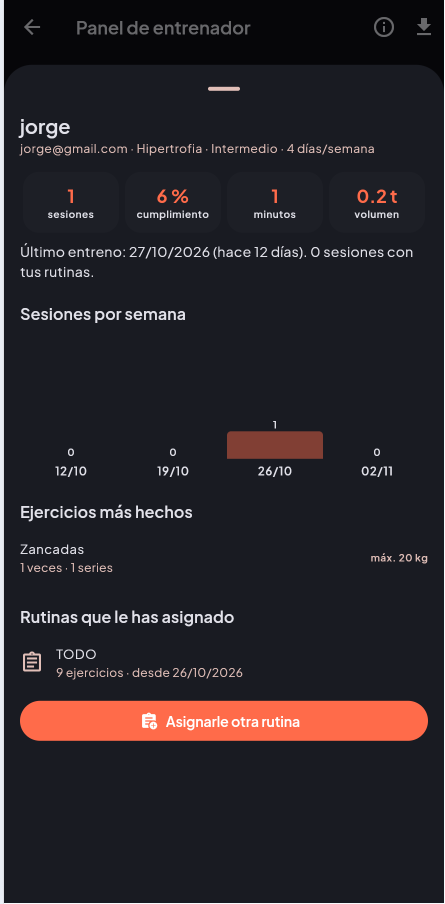 Panel de entrenador
jorge
jorge@gmail.com · Hipertrofia · Intermedio · 4 días/semana
1
sesiones
6 %
cumplimiento
1
minutos
0.2 t
volumen
Último entreno: 27/10/2026 (hace 12 días). 0 sesiones con
tus rutinas.
Sesiones por semana
0
12/10
0
19/10
1
26/10
0
02/11
Ejercicios más hechos
Zancadas
1 veces · 1 series
máx. 20 kg
Rutinas que le has asignado
TODO
9 ejercicios · desde 26/10/2026
Asignarle otra rutina